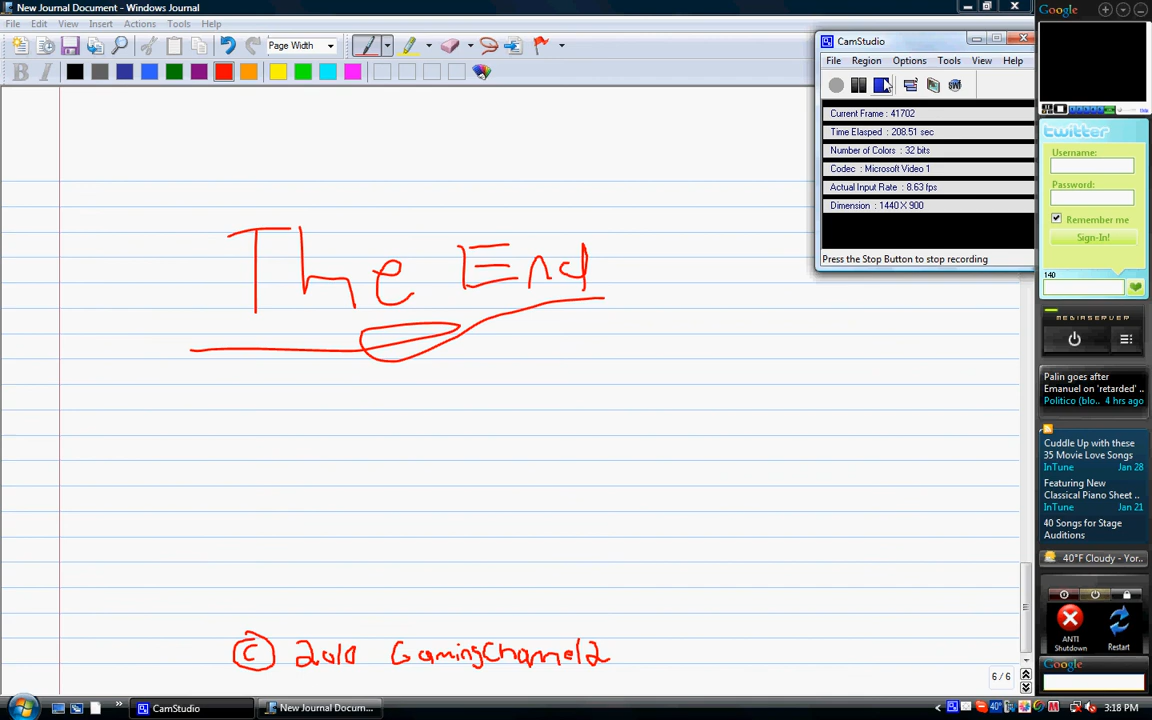 New Journal Document - Windows Journal
File Edit View Insert Actions Tools Help
Page Width
B I
The End
© 2010 GamingChannel2
6 / 6
CamStudio
File Region Options Tools View Help
Current Frame : 41702
Time Elasped : 208.51 sec
Number of Colors : 32 bits
Codec : Microsoft Video 1
Actual Input Rate : 8.63 fps
Dimension : 1440 X 900
Press the Stop Button to stop recording
Google
twitter
Username:
Password:
Remember me
Sign-In!
140
MEDIASERVER
Palin goes after
Emanuel on 'retarded' ..
Politico (blo.. 4 hrs ago
Cuddle Up with these
35 Movie Love Songs
InTune Jan 28
Featuring New
Classical Piano Sheet ..
InTune Jan 21
40 Songs for Stage
Auditions
40°F Cloudy - Yor..
ANTI
Shutdown
Restart
Google
CamStudio
New Journal Docum...
40°
3:18 PM